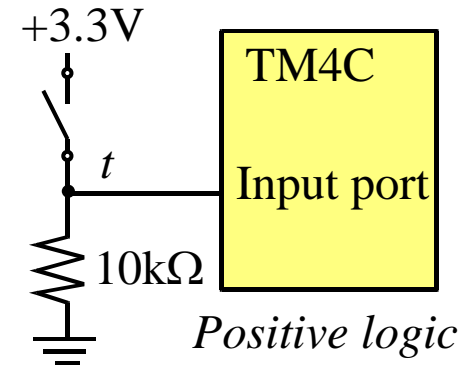 +3.3V
TM4C
t
Input port
10kΩ
Positive logic